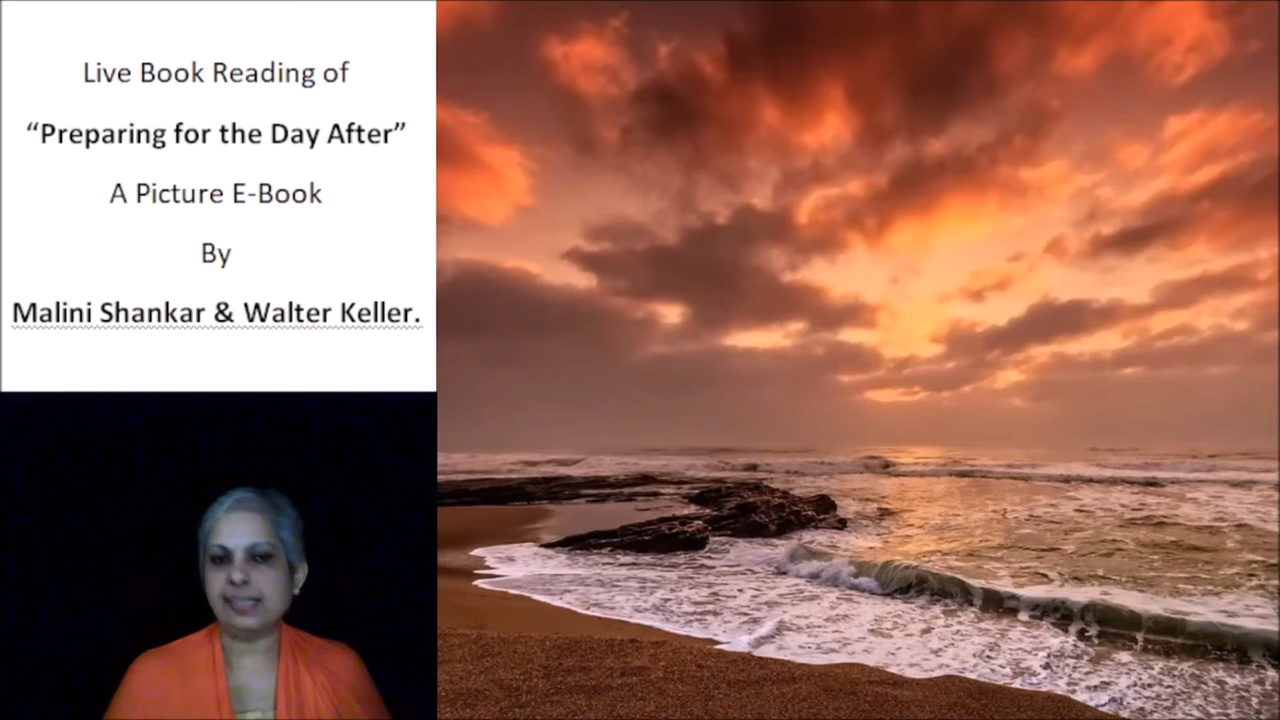 Live Book Reading of
“Preparing for the Day After”
A Picture E-Book
By
Malini Shankar & Walter Keller.